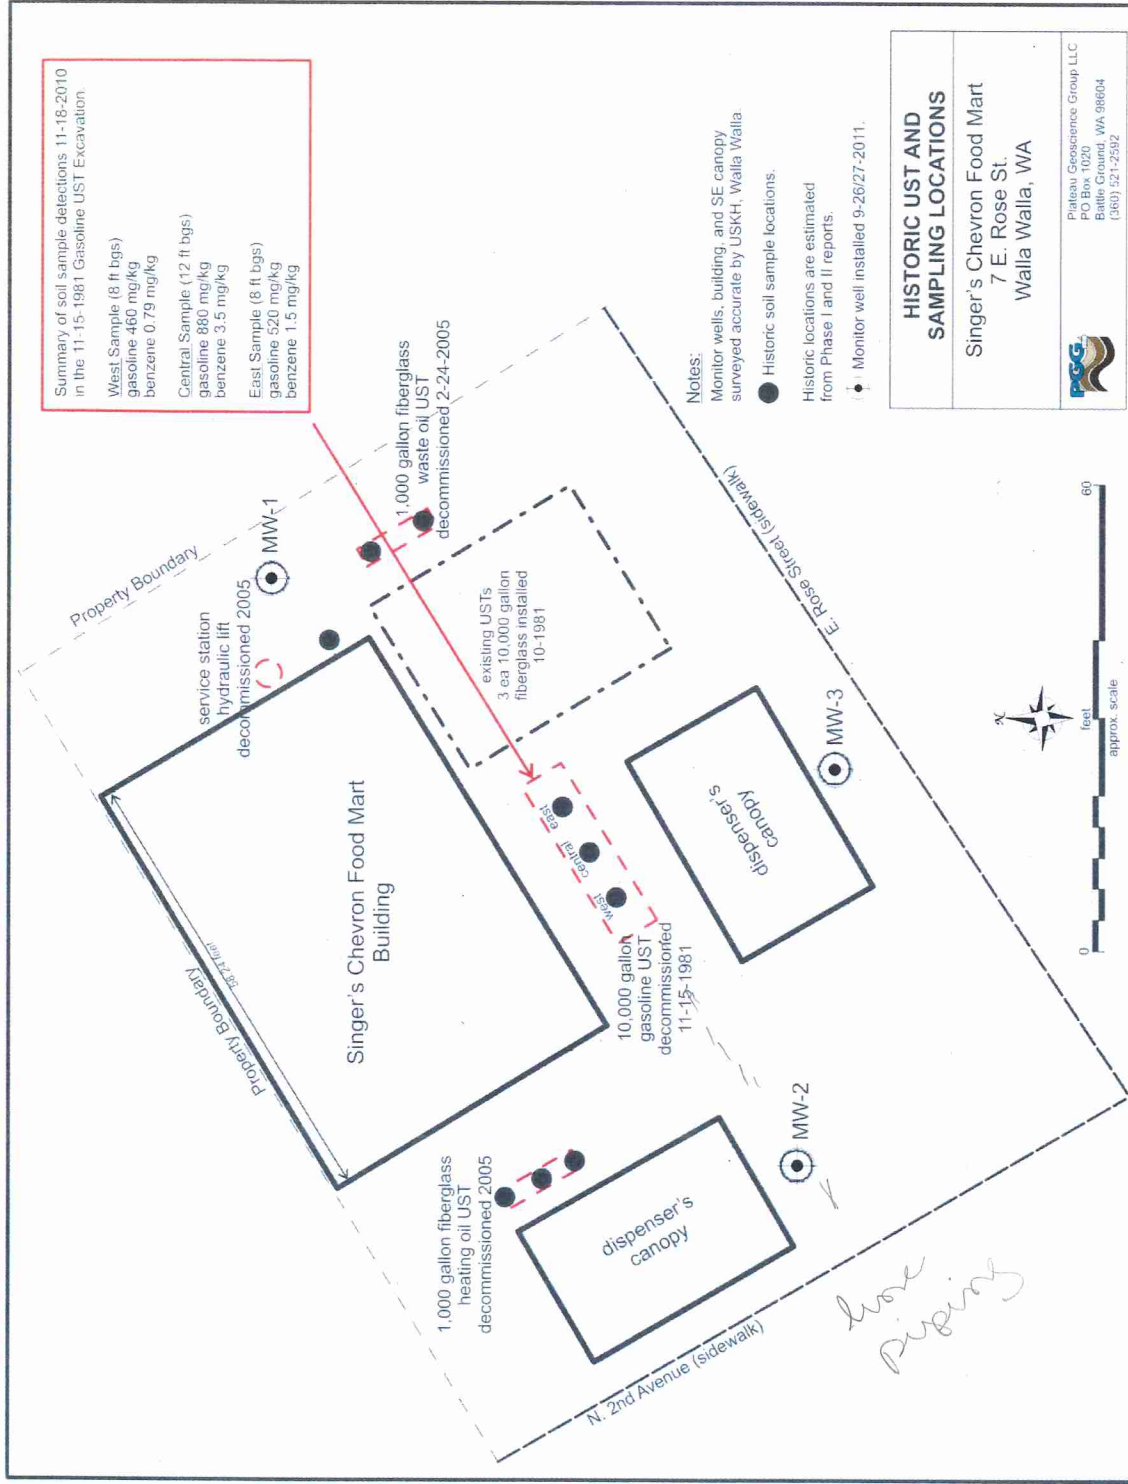 Summary of soil sample detections 11-18-2010
in the 11-15-1981 Gasoline UST Excavation
West Sample (8 ft bgs)
gasoline 460 mg/kg
benzene 0.79 mg/kg
Central Sample (12 ft bgs)
gasoline 880 mg/kg
benzene 3.5 mg/kg
East Sample (8 ft bgs)
gasoline 520 mg/kg
benzene 1.5 mg/kg
Property Boundary
Property Boundary
58.24 feet
service station
hydraulic lift
decommissioned 2005
MW-1
1,000 gallon fiberglass
waste oil UST
decommissioned 2-24-2005
Singer's Chevron Food Mart
Building
existing USTs
3 ea 10,000 gallon
fiberglass installed
10-1981
west
central
east
10,000 gallon
gasoline UST
decommissioned
11-15-1981
1,000 gallon fiberglass
heating oil UST
decommissioned 2005
dispenser's
canopy
dispenser's
canopy
MW-2
MW-3
N. 2nd Avenue (sidewalk)
E. Rose Street (sidewalk)
piping
N
0
60
feet
approx. scale
Notes:
Monitor wells, building, and SE canopy
surveyed accurate by USKH, Walla Walla.
Historic soil sample locations.
Historic locations are estimated
from Phase I and II reports.
Monitor well installed 9-26/27-2011.
HISTORIC UST AND
SAMPLING LOCATIONS
Singer's Chevron Food Mart
7 E. Rose St.
Walla Walla, WA
PGG
Plateau Geoscience Group LLC
PO Box 1020
Battle Ground, WA 98604
(360) 521-2592